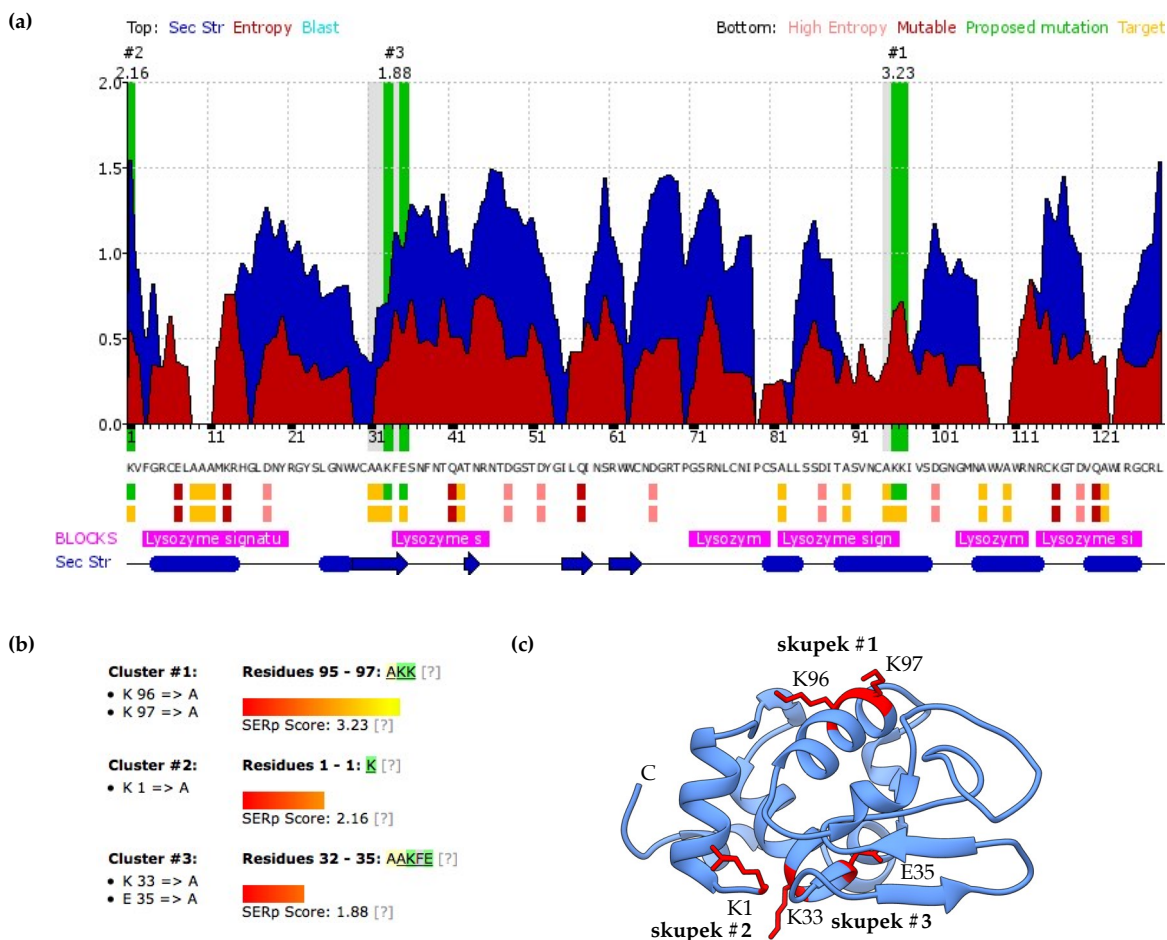 (a)
Top: Sec Str Entropy Blast
Bottom: High Entropy Mutable Proposed mutation Target
#2 #3 #1
2.16 1.88 3.23
2.0
1.5
1.0
0.5
0.0
1 11 21 31 41 51 61 71 81 91 101 111 121
KVFGRCELAAAMKRHGLDNYRGYSLGNWVCAAKFESNFNTQATNRNTDGSTDYGILQINSRWWCNDGRTPGSRNLCNIPCSALLSSDITASVNCAKKIVSDGNGMNAWVAWRNRCKGTDVQAWIRGCRL
BLOCKS Lysozyme signatu Lysozyme s Lysozym Lysozyme sign Lysozym Lysozyme si
Sec Str
(b)
Cluster #1: Residues 95 - 97: AKK [?]
• K 96 => A
• K 97 => A
SERp Score: 3.23 [?]
Cluster #2: Residues 1 - 1: K [?]
• K 1 => A
SERp Score: 2.16 [?]
Cluster #3: Residues 32 - 35: AAKFE [?]
• K 33 => A
• E 35 => A
SERp Score: 1.88 [?]
(c)
skupek #1
K96 K97
C
E35
K1 K33 skupek #3
skupek #2